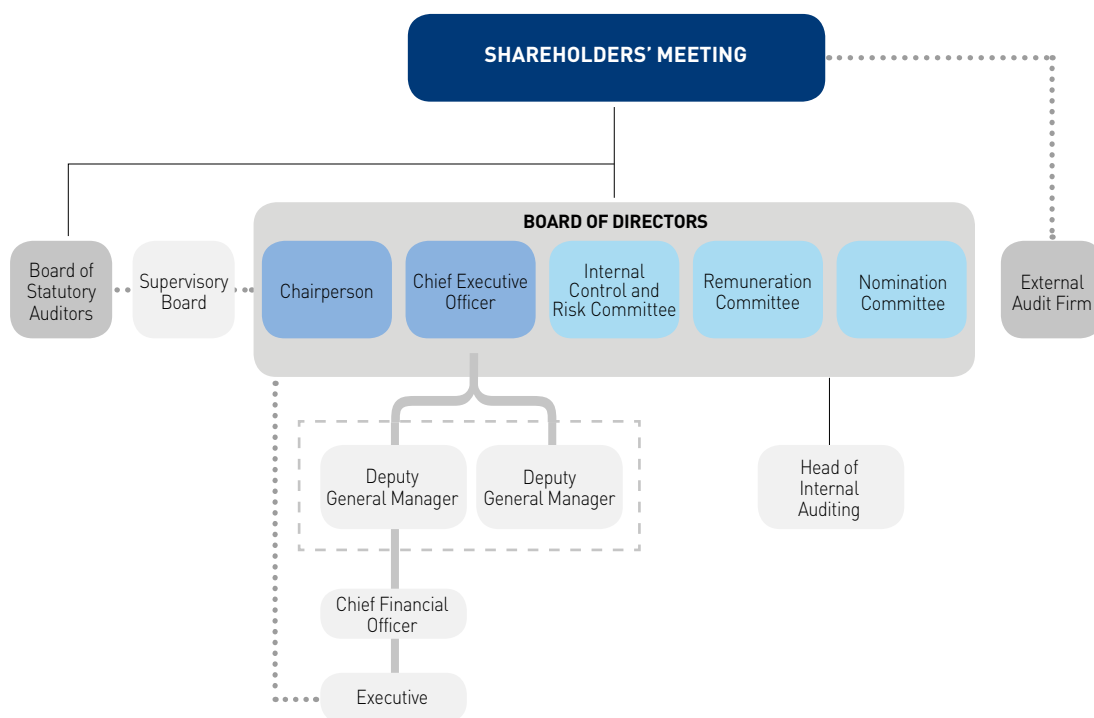 SHAREHOLDERS’ MEETING
BOARD OF DIRECTORS
Board of
Statutory
Auditors
Supervisory
Board
Chairperson
Chief Executive
Officer
Internal
Control and
Risk Committee
Remuneration
Committee
Nomination
Committee
External
Audit Firm
Deputy
General Manager
Deputy
General Manager
Head of
Internal
Auditing
Chief Financial
Officer
Executive